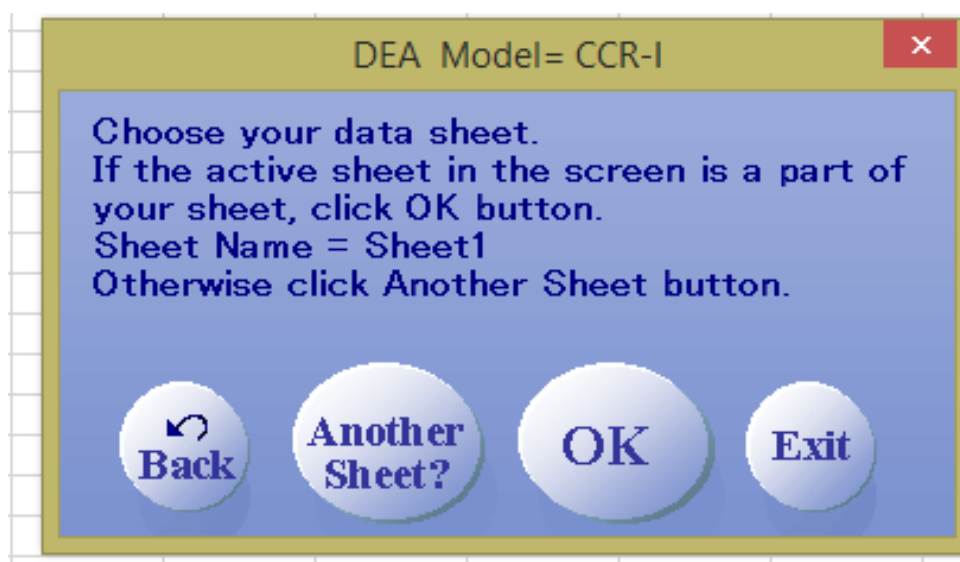 DEA Model= CCR-I
Choose your data sheet.
If the active sheet in the screen is a part of
your sheet, click OK button.
Sheet Name = Sheet1
Otherwise click Another Sheet button.
Back
Another
Sheet?
OK
Exit